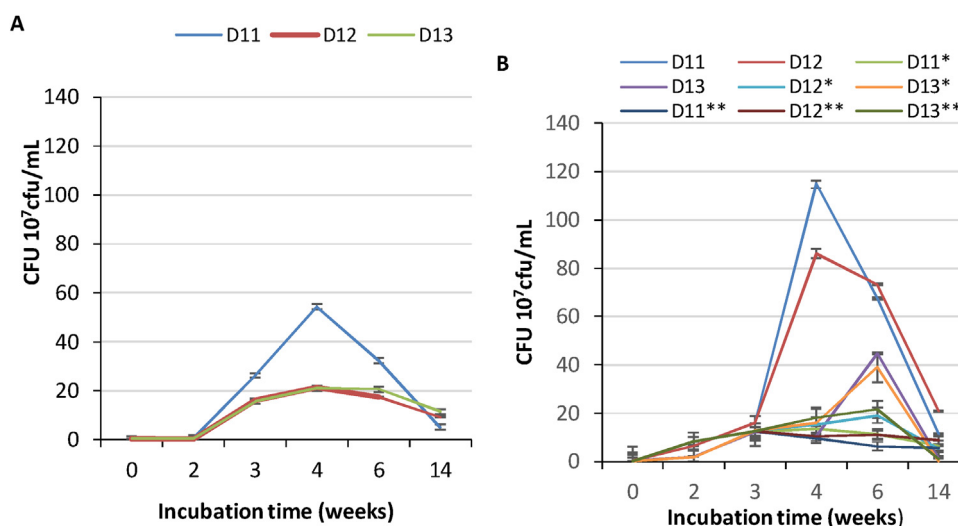 A
D11 D12 D13
140
120
100
80
60
40
20
0
CFU 10⁷cfu/mL
0 2 3 4 6 14
Incubation time (weeks)
B
D11 D12 D11*
D13 D12* D13*
D11** D12** D13**
140
120
100
80
60
40
20
0
CFU 10⁷cfu/mL
0 2 3 4 6 14
Incubation time (weeks)